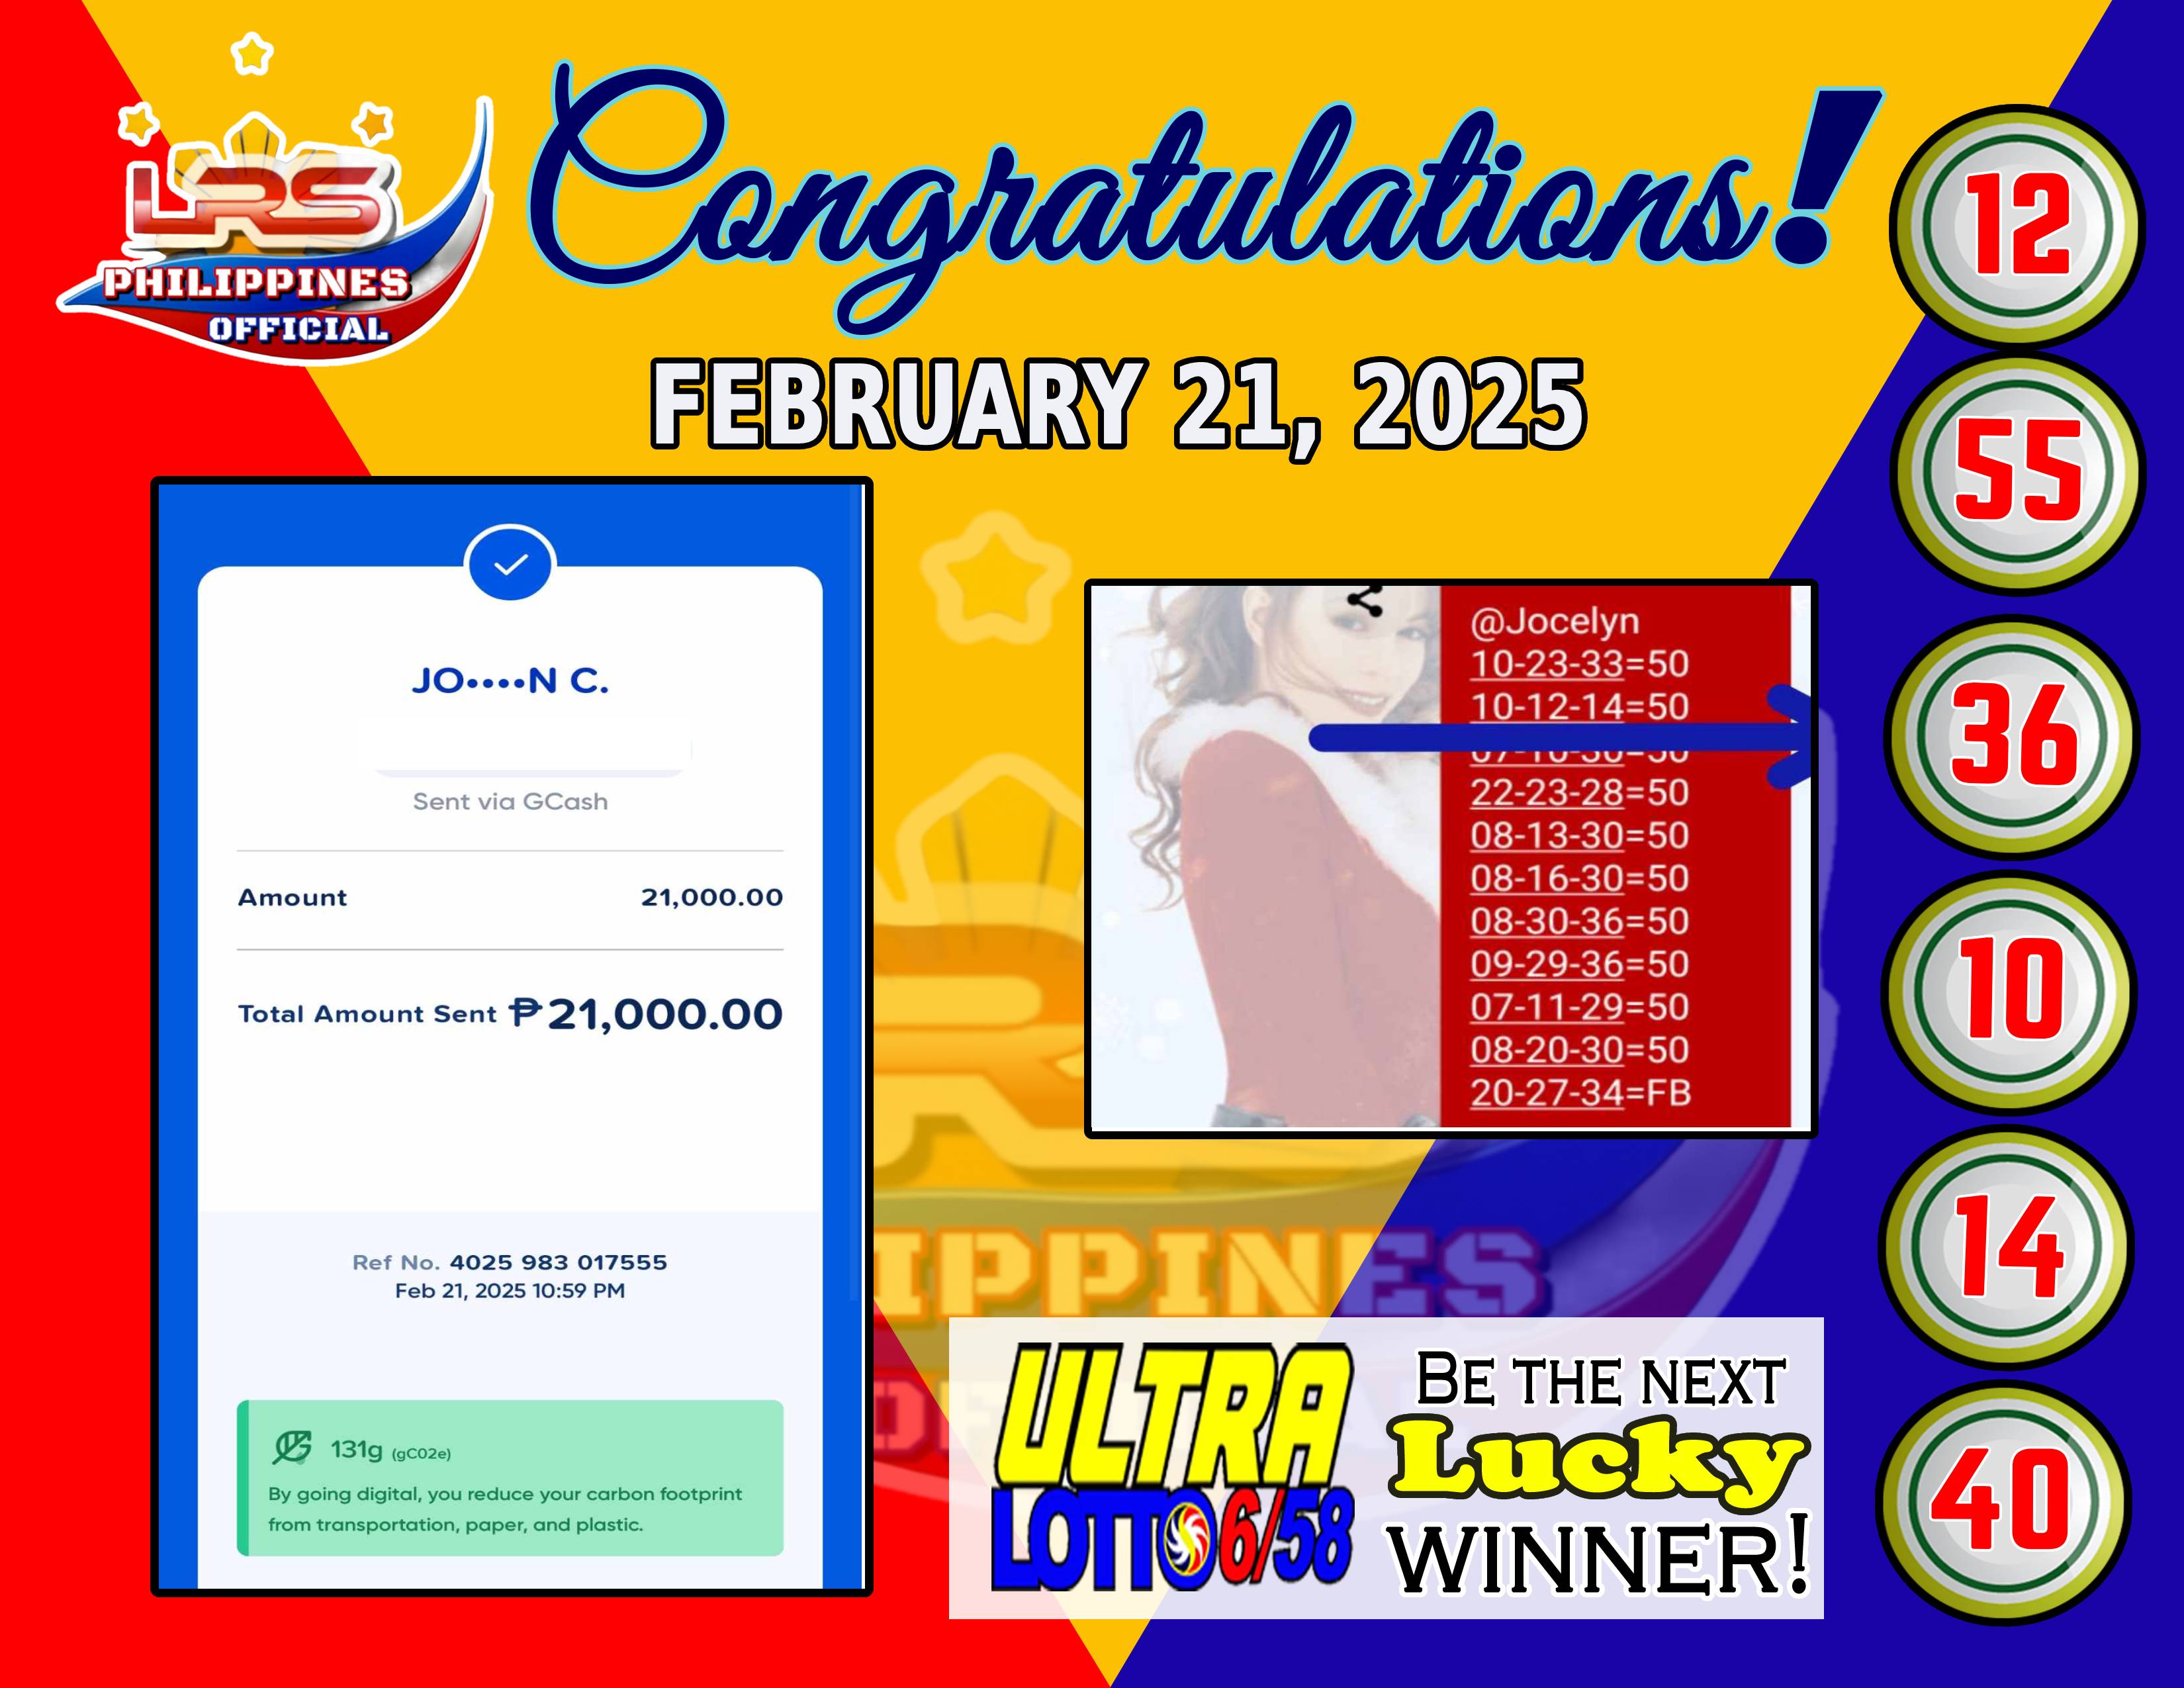 LRS
PHILIPPINES
OFFICIAL
Congratulations!
FEBRUARY 21, 2025
JO••••N C.
Sent via GCash
Amount 21,000.00
Total Amount Sent ₱21,000.00
Ref No. 4025 983 017555
Feb 21, 2025 10:59 PM
131g (gC02e)
By going digital, you reduce your carbon footprint
from transportation, paper, and plastic.
@Jocelyn
10-23-33=50
10-12-14=50
22-23-28=50
08-13-30=50
08-16-30=50
08-30-36=50
09-29-36=50
07-11-29=50
08-20-30=50
20-27-34=FB
ULTRA
LOTTO 6/58
BE THE NEXT
Lucky
WINNER!
12
55
36
10
14
40